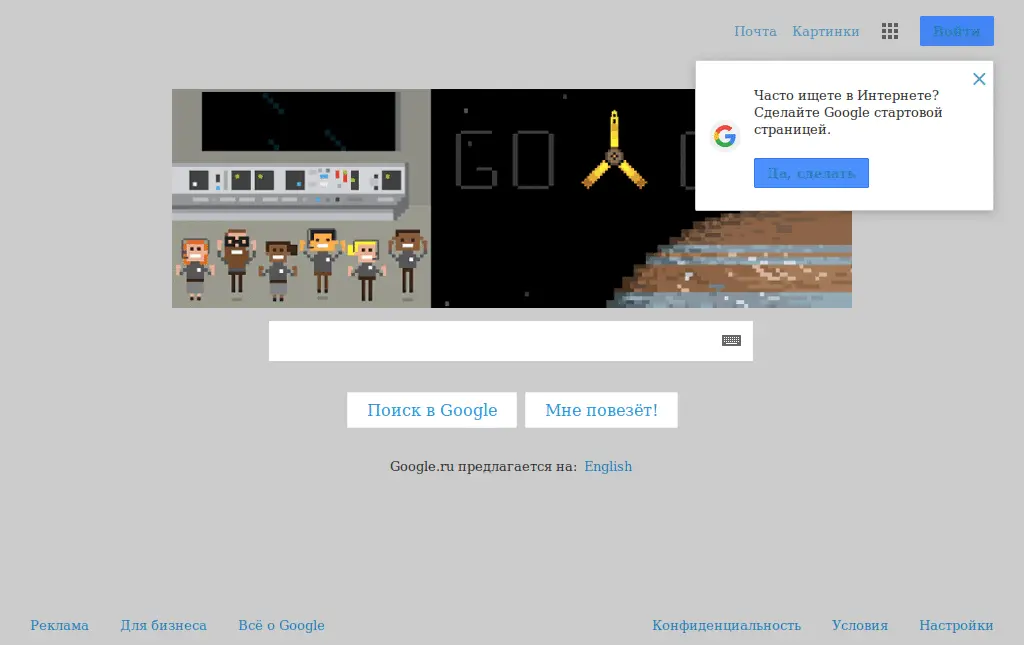 Почта Картинки Войти
Часто ищете в Интернете?
Сделайте Google стартовой
страницей.
Да, сделать
GO
Поиск в Google Мне повезёт!
Google.ru предлагается на: English
Реклама Для бизнеса Всё о Google Конфиденциальность Условия Настройки